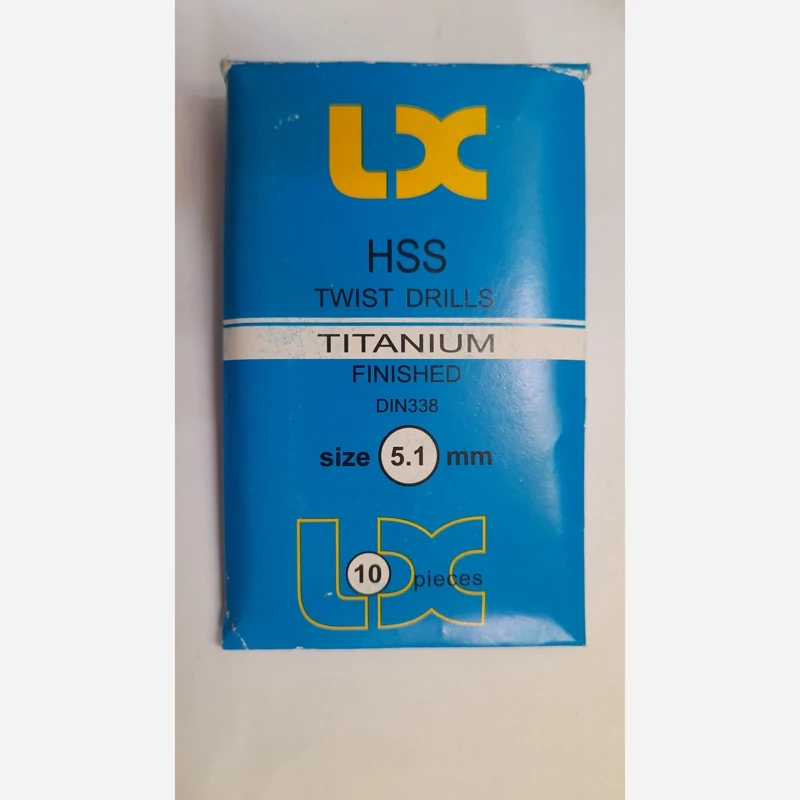 LX
HSS
TWIST DRILLS
TITANIUM
FINISHED
DIN338
size 5.1 mm
LX
10 pieces